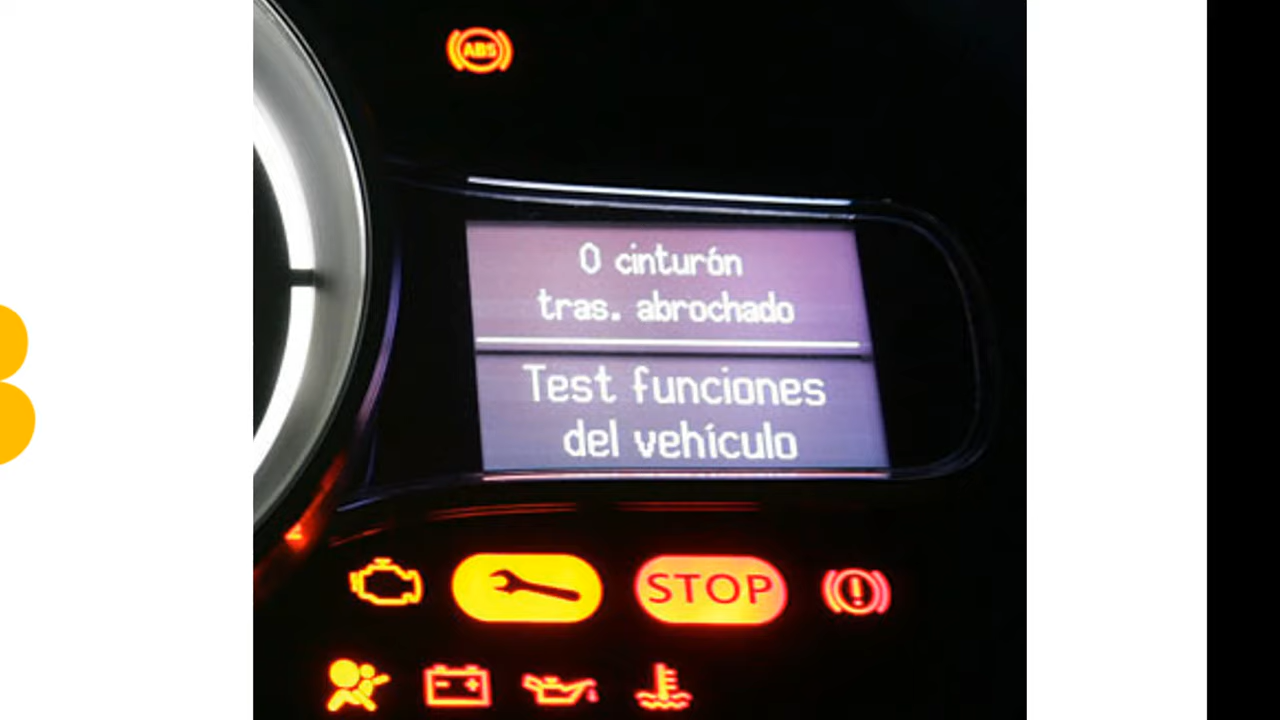 ABS
0 cinturón
tras. abrochado
Test funciones
del vehículo
STOP